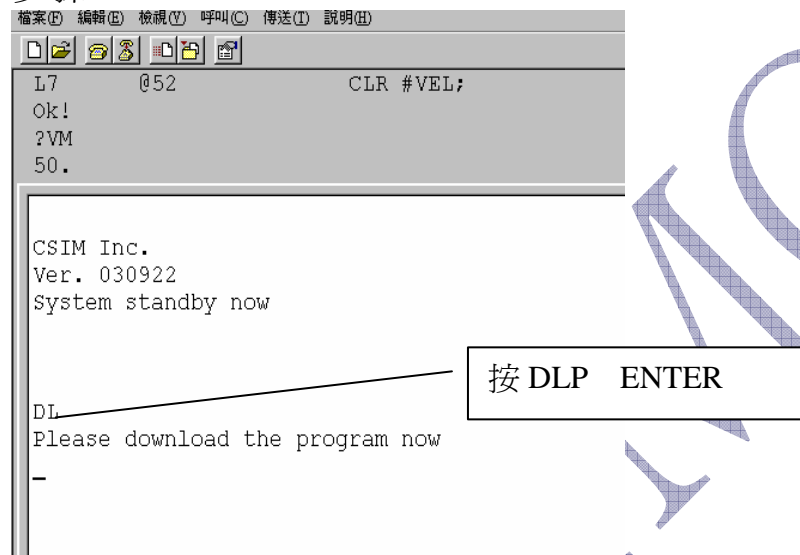 檔案(F) 編輯(E) 檢視(V) 呼叫(C) 傳送(T) 說明(H)
L7 @52 CLR #VEL;
Ok!
?VM
50.
CSIM Inc.
Ver. 030922
System standby now
按 DLP ENTER
DL
Please download the program now